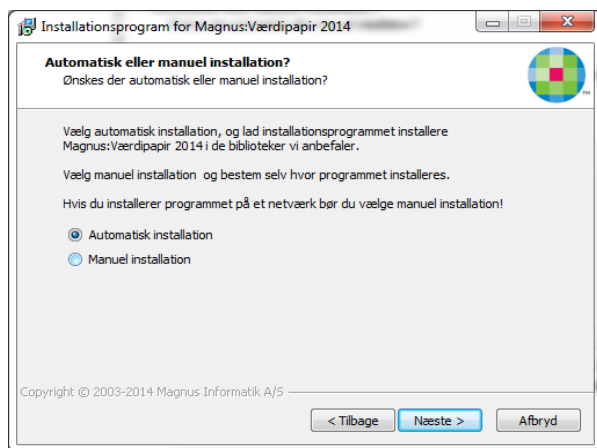 Installationsprogram for Magnus:Værdipapir 2014
Automatisk eller manuel installation?
Ønskes der automatisk eller manuel installation?
TM
Vælg automatisk installation, og lad installationsprogrammet installere
Magnus:Værdipapir 2014 i de biblioteker vi anbefaler.
Vælg manuel installation og bestem selv hvor programmet installeres.
Hvis du installerer programmet på et netværk bør du vælge manuel installation!
Automatisk installation
Manuel installation
Copyright © 2003-2014 Magnus Informatik A/S
< Tilbage
Næste >
Afbryd